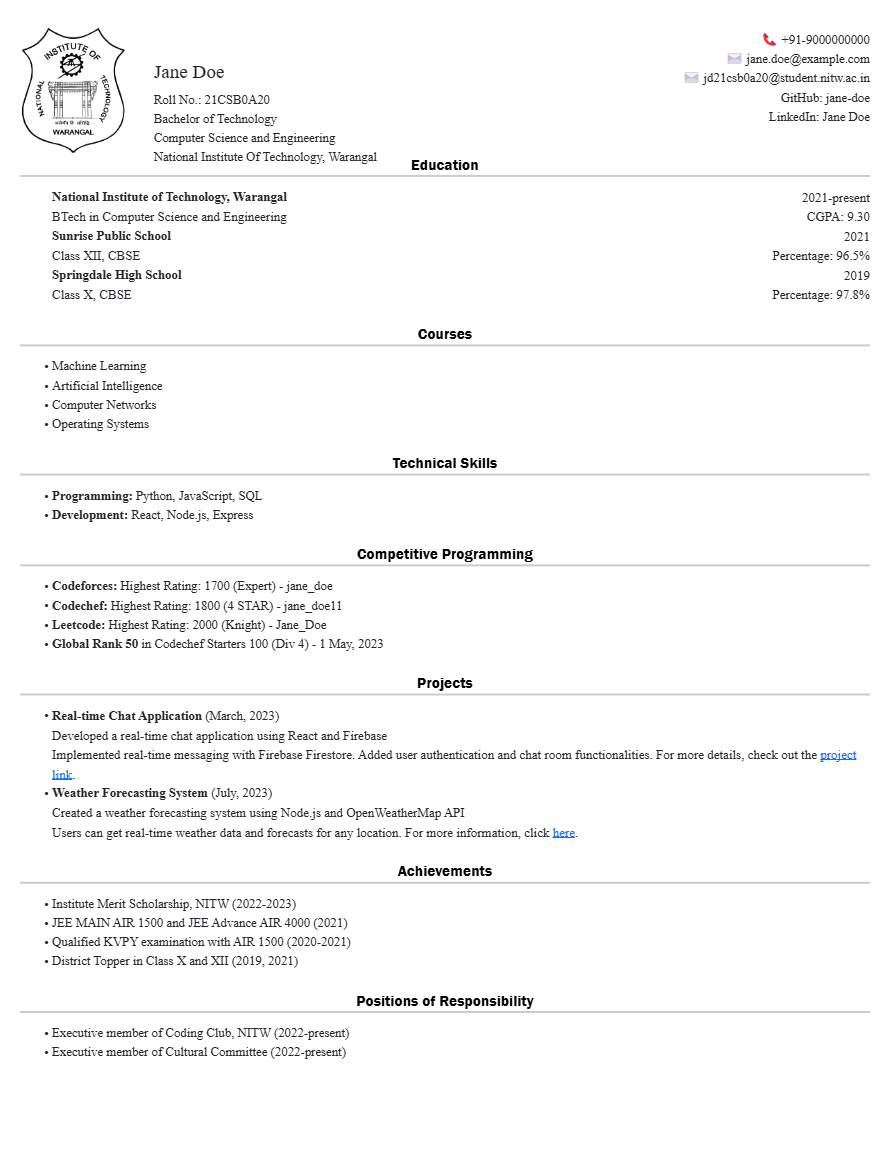 NATIONAL INSTITUTE OF TECHNOLOGY
WARANGAL
Jane Doe
Roll No.: 21CSB0A20
Bachelor of Technology
Computer Science and Engineering
National Institute Of Technology, Warangal
+91-9000000000
jane.doe@example.com
jd21csb0a20@student.nitw.ac.in
GitHub: jane-doe
LinkedIn: Jane Doe
Education
National Institute of Technology, Warangal 2021-present
BTech in Computer Science and Engineering CGPA: 9.30
Sunrise Public School 2021
Class XII, CBSE Percentage: 96.5%
Springdale High School 2019
Class X, CBSE Percentage: 97.8%
Courses
• Machine Learning
• Artificial Intelligence
• Computer Networks
• Operating Systems
Technical Skills
• Programming: Python, JavaScript, SQL
• Development: React, Node.js, Express
Competitive Programming
• Codeforces: Highest Rating: 1700 (Expert) - jane_doe
• Codechef: Highest Rating: 1800 (4 STAR) - jane_doe11
• Leetcode: Highest Rating: 2000 (Knight) - Jane_Doe
• Global Rank 50 in Codechef Starters 100 (Div 4) - 1 May, 2023
Projects
• Real-time Chat Application (March, 2023)
Developed a real-time chat application using React and Firebase
Implemented real-time messaging with Firebase Firestore. Added user authentication and chat room functionalities. For more details, check out the project
link.
• Weather Forecasting System (July, 2023)
Created a weather forecasting system using Node.js and OpenWeatherMap API
Users can get real-time weather data and forecasts for any location. For more information, click here.
Achievements
• Institute Merit Scholarship, NITW (2022-2023)
• JEE MAIN AIR 1500 and JEE Advance AIR 4000 (2021)
• Qualified KVPY examination with AIR 1500 (2020-2021)
• District Topper in Class X and XII (2019, 2021)
Positions of Responsibility
• Executive member of Coding Club, NITW (2022-present)
• Executive member of Cultural Committee (2022-present)